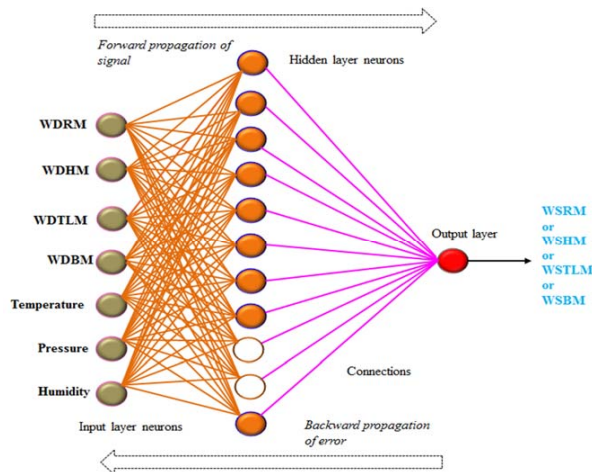 Forward propagation of
signal
Hidden layer neurons
WDRM
WDHM
WDTLM
WDBM
Temperature
Pressure
Humidity
Input layer neurons
Output layer
WSRM
or
WSHM
or
WSTLM
or
WSBM
Connections
Backward propagation
of error